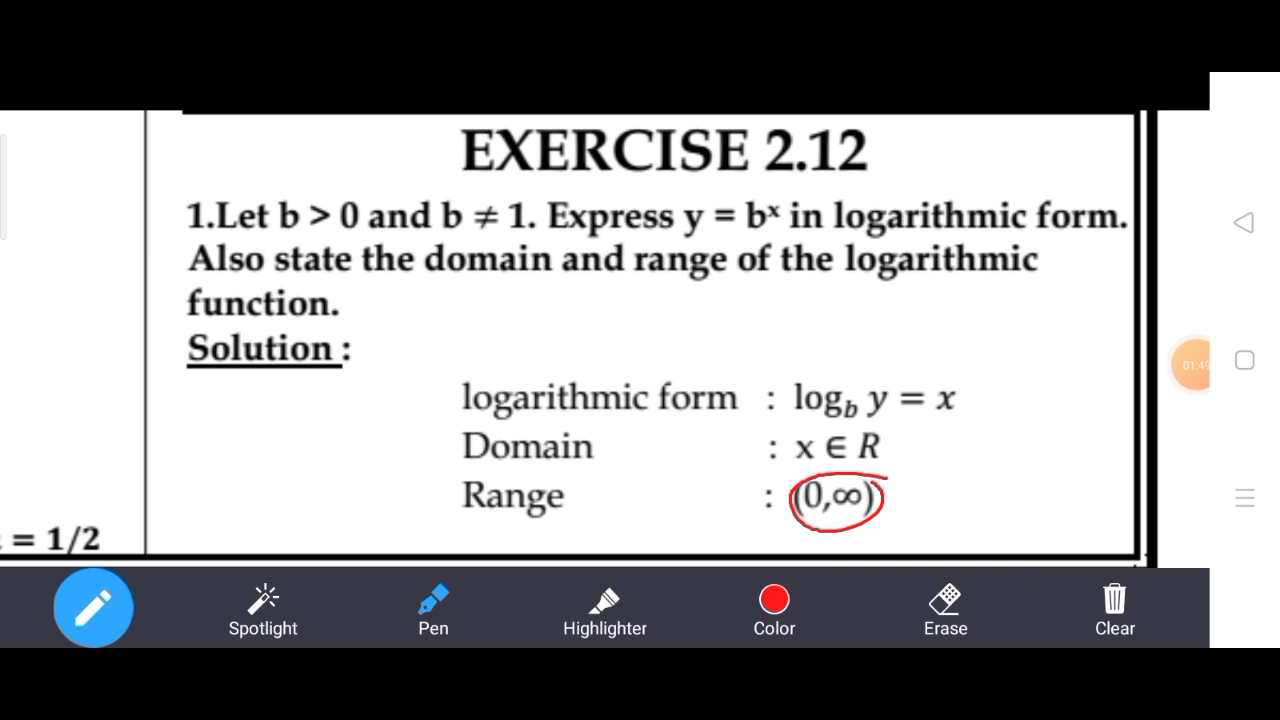 EXERCISE 2.12
1.Let b > 0 and b ≠ 1. Express y = bˣ in logarithmic form.
Also state the domain and range of the logarithmic
function.
Solution :
logarithmic form : log_b y = x
Domain : x ∈ R
Range : (0,∞)
= 1/2
01:49
Spotlight Pen Highlighter Color Erase Clear